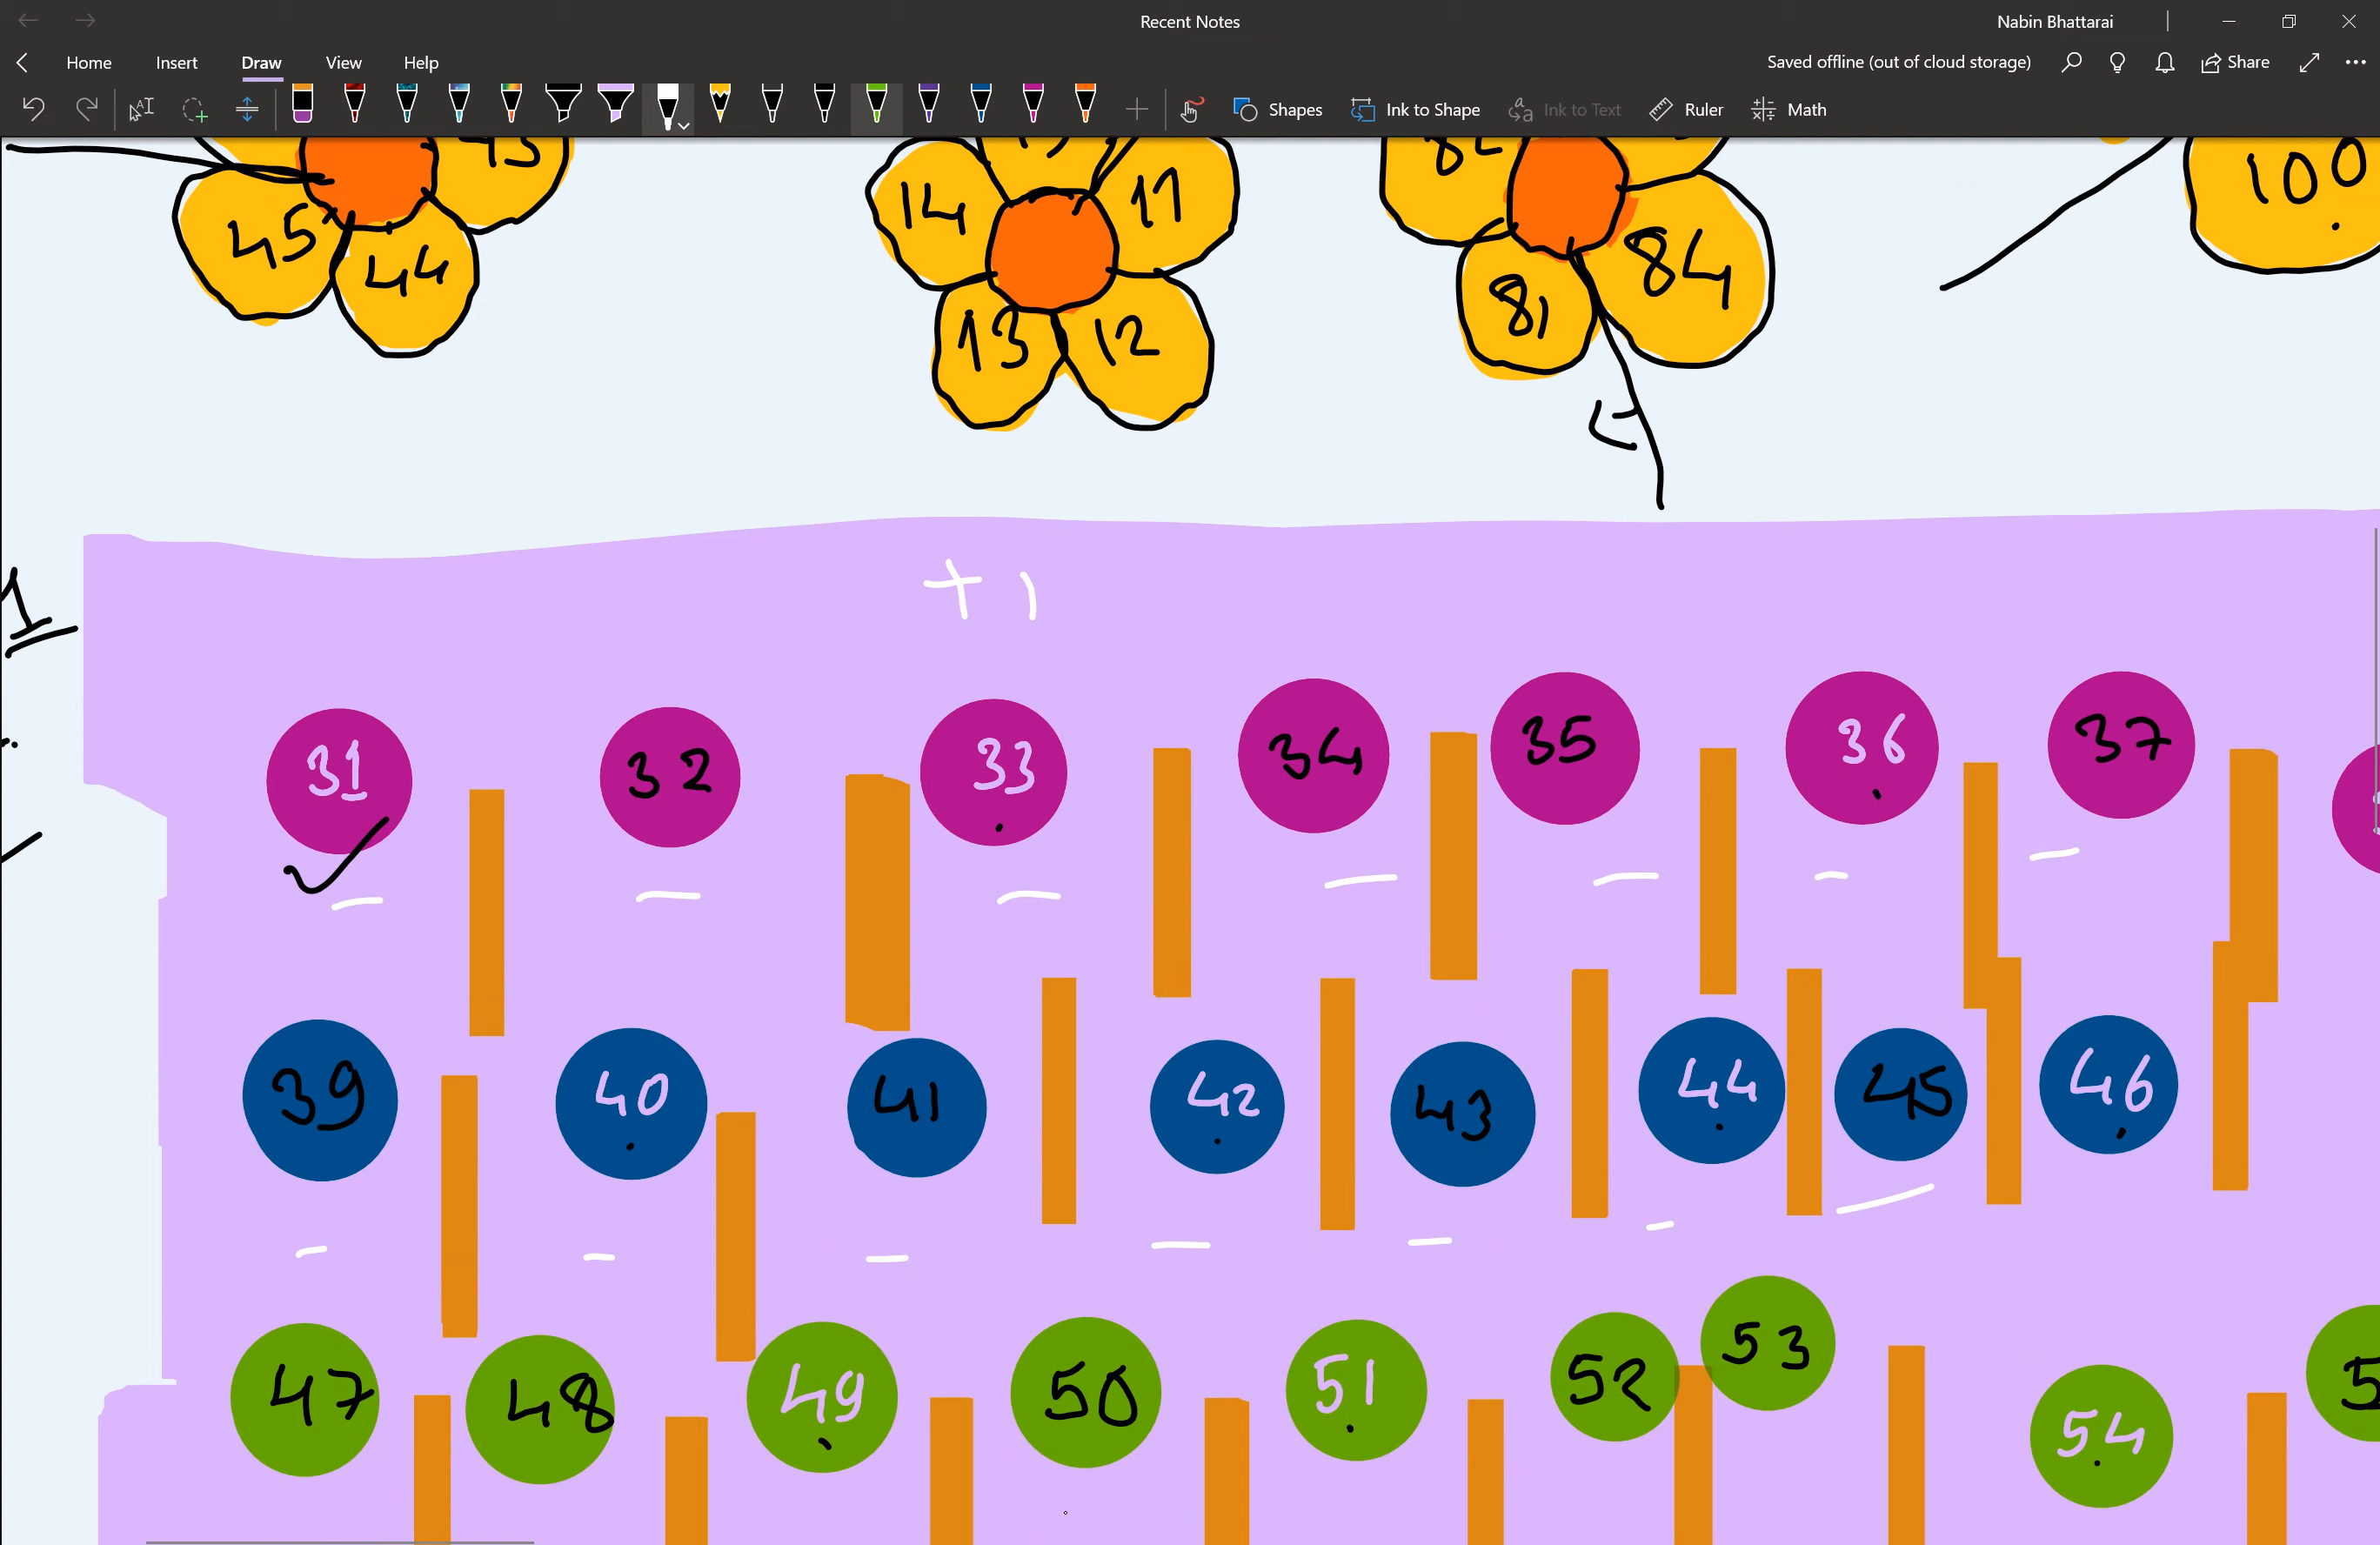 Recent Notes
Nabin Bhattarai
Home Insert Draw View Help
Saved offline (out of cloud storage)
Share
Shapes Ink to Shape Ink to Text Ruler Math
45 44
14 17 13 12
81 84
100
+1
31 32 33 34 35 36 37
39 40 41 42 43 44 45 46
47 48 49 50 51 52 53 54